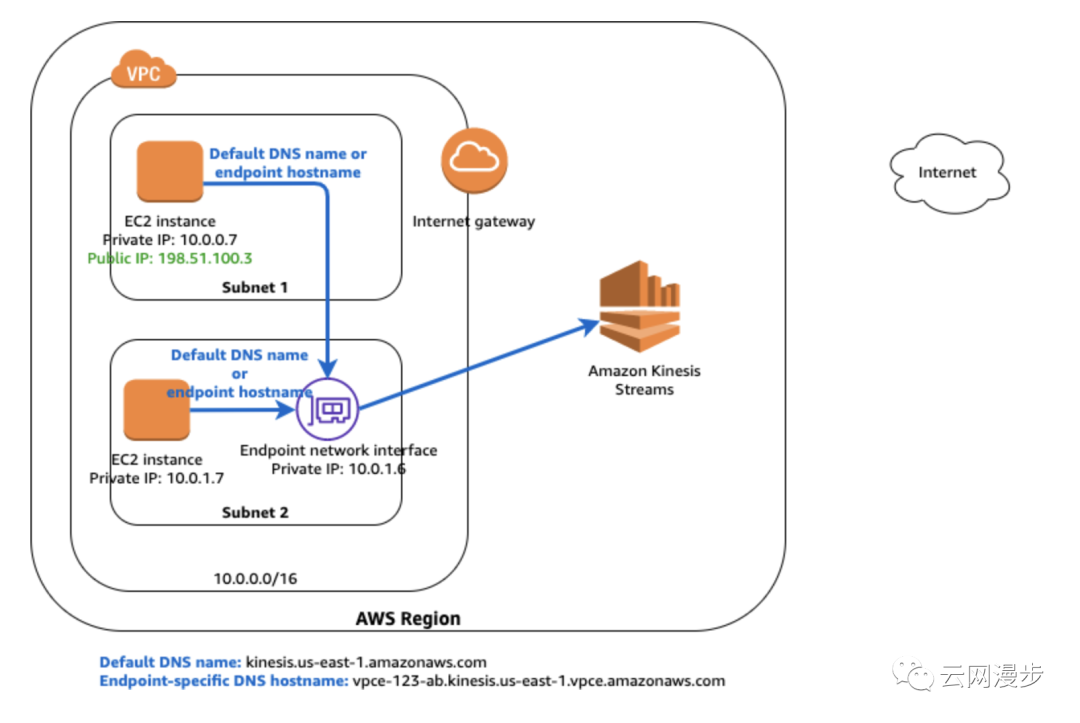 VPC
Default DNS name or
endpoint hostname
EC2 instance
Private IP: 10.0.0.7
Public IP: 198.51.100.3
Subnet 1
Internet gateway
Internet
Default DNS name
or
endpoint hostname
EC2 instance
Private IP: 10.0.1.7
Endpoint network interface
Private IP: 10.0.1.6
Subnet 2
Amazon Kinesis
Streams
10.0.0.0/16
AWS Region
Default DNS name: kinesis.us-east-1.amazonaws.com
Endpoint-specific DNS hostname: vpce-123-ab.kinesis.us-east-1.vpce.amazonaws.com
云网漫步